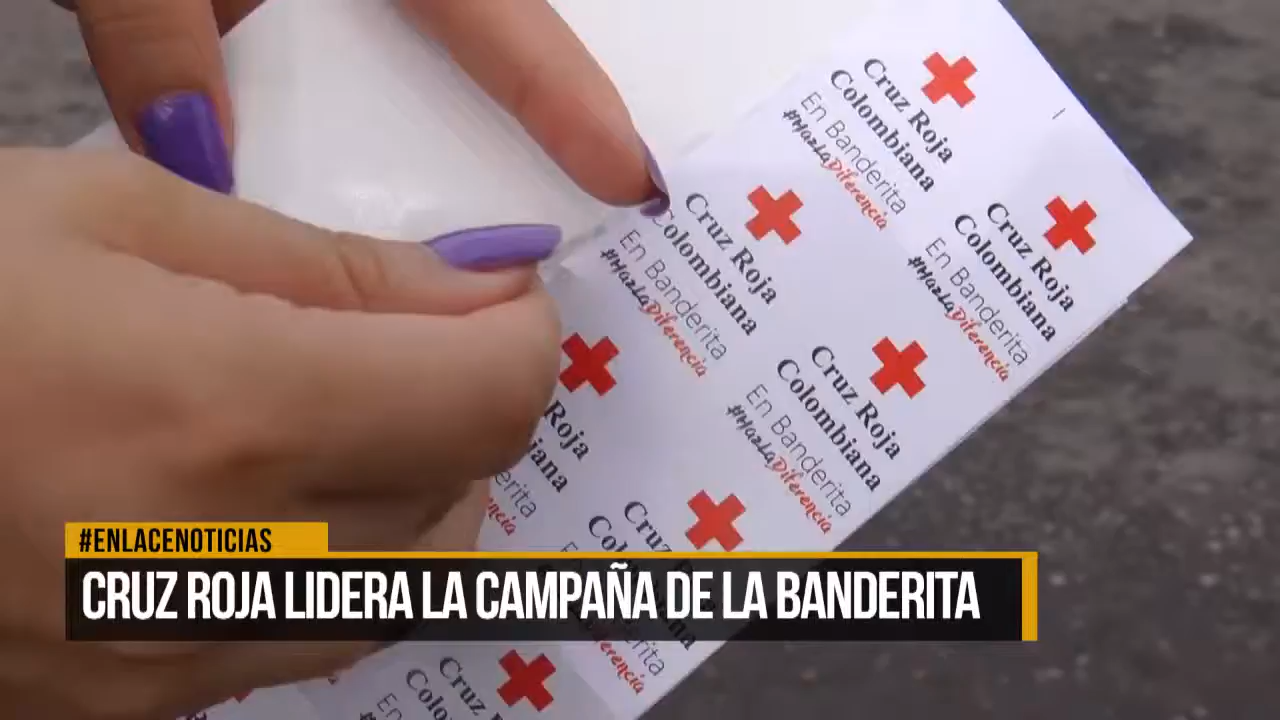 Cruz Roja
Colombiana
En Banderita
#HazLaDiferencia
Cruz Roja
Colombiana
En Banderita
#HazLaDiferencia
Cruz Roja
Colombiana
En Banderita
#HazLaDiferencia
Cruz Roja
Colombiana
En Banderita
#HazLaDiferencia
Roja
#ENLACENOTICIAS
CRUZ ROJA LIDERA LA CAMPAÑA DE LA BANDERITA